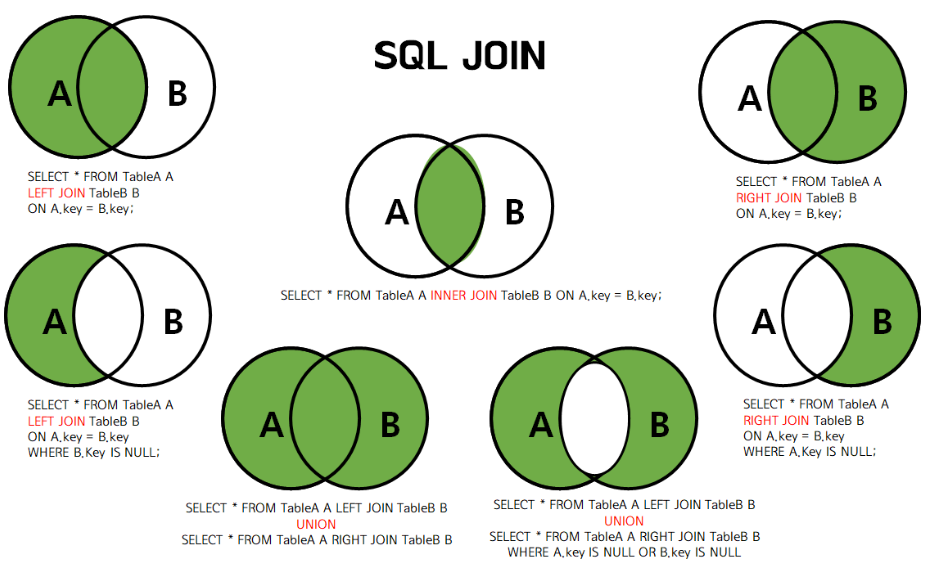 SQL JOIN
A
B
SELECT * FROM TableA A
LEFT JOIN TableB B
ON A.key = B.key;
A
B
SELECT * FROM TableA A
RIGHT JOIN TableB B
ON A.key = B.key;
A
B
SELECT * FROM TableA A INNER JOIN TableB B ON A.key = B.key;
A
B
SELECT * FROM TableA A
LEFT JOIN TableB B
ON A.key = B.key
WHERE B.Key IS NULL;
A
B
SELECT * FROM TableA A
RIGHT JOIN TableB B
ON A.key = B.key
WHERE A.Key IS NULL;
A
B
SELECT * FROM TableA A LEFT JOIN TableB B
UNION
SELECT * FROM TableA A RIGHT JOIN TableB B
A
B
SELECT * FROM TableA A LEFT JOIN TableB B
UNION
SELECT * FROM TableA A RIGHT JOIN TableB B
WHERE A.key IS NULL OR B.key IS NULL